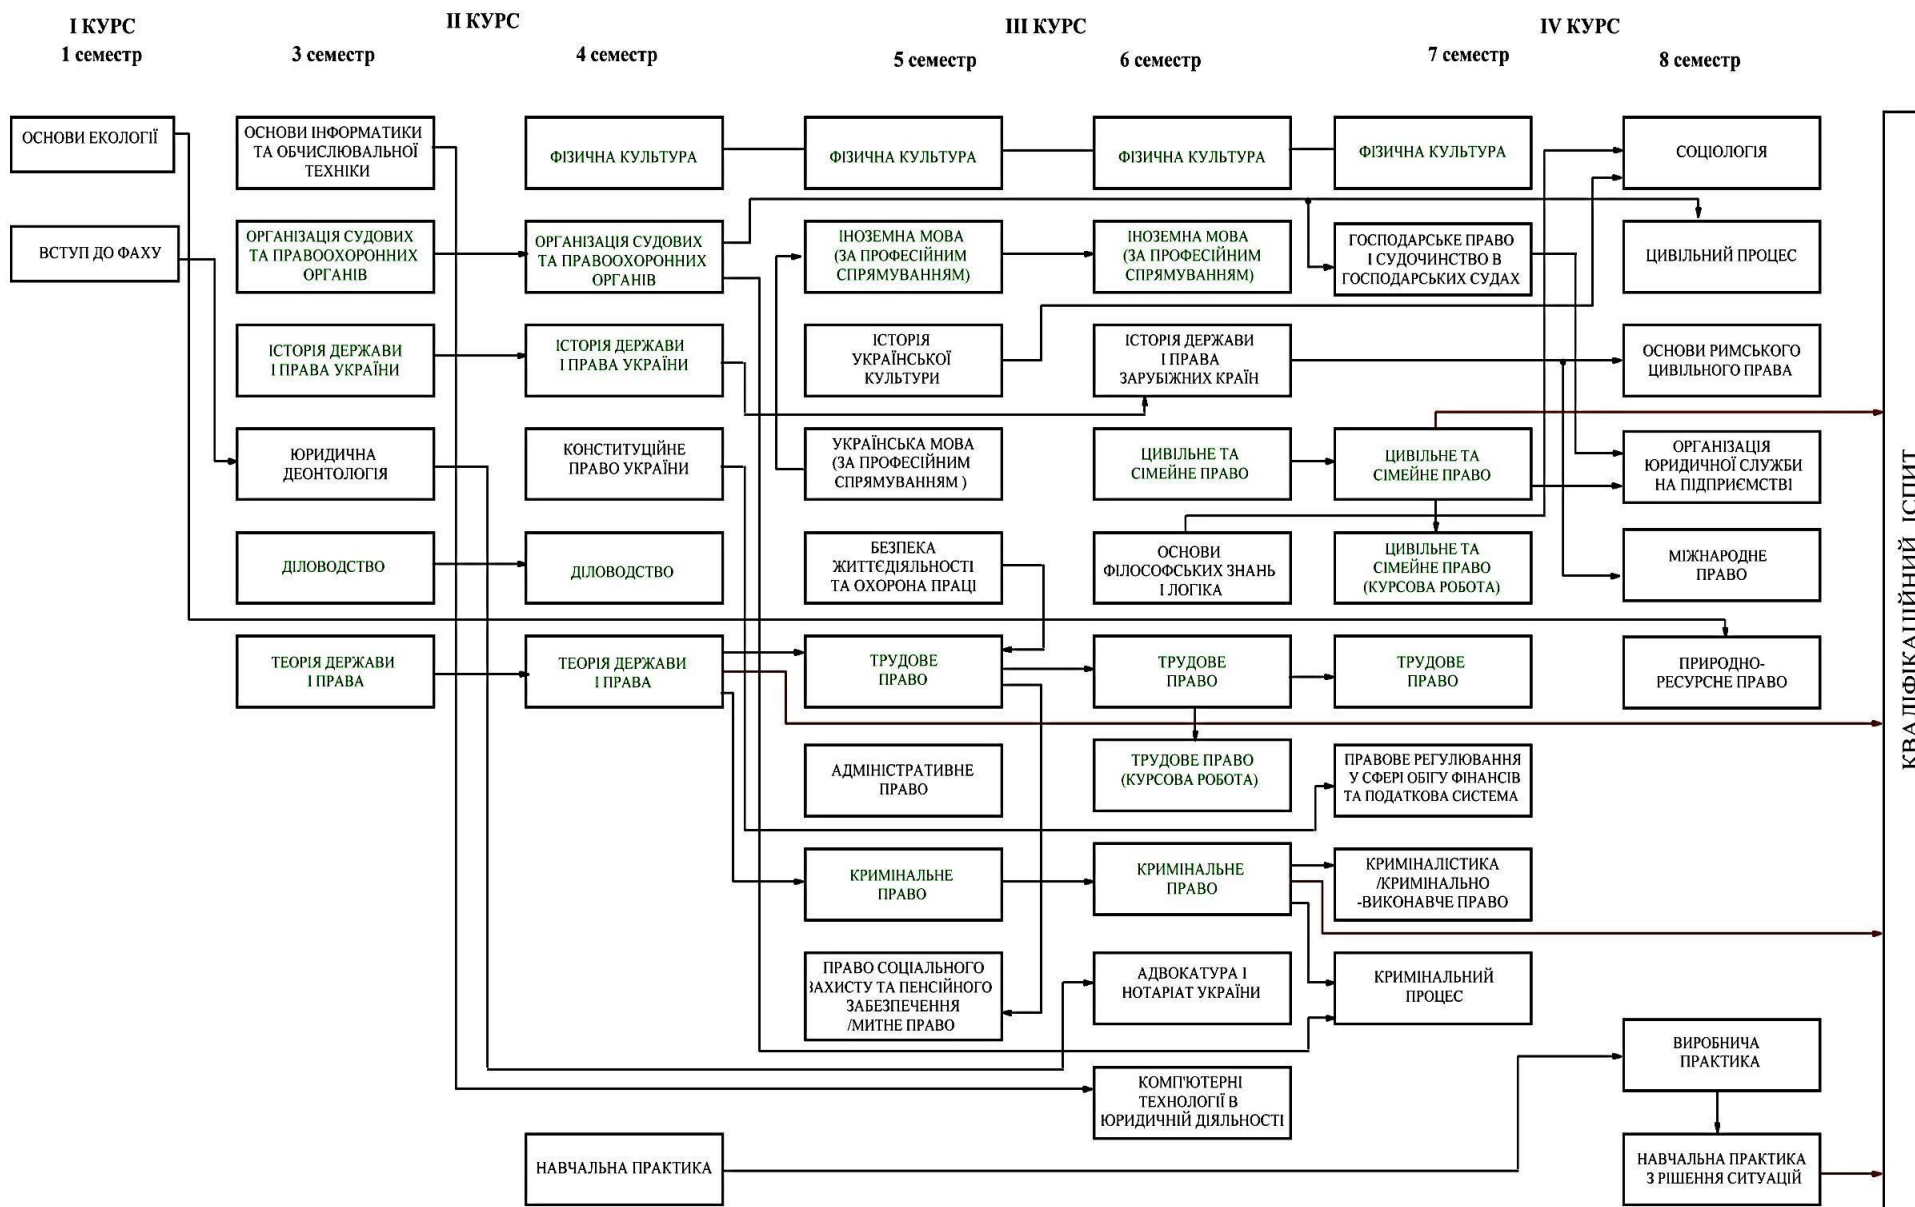 І КУРС
ІІ КУРС
ІІІ КУРС
IV КУРС
1 семестр
3 семестр
4 семестр
5 семестр
6 семестр
7 семестр
8 семестр
ОСНОВИ ЕКОЛОГІЇ
ВСТУП ДО ФАХУ
ОСНОВИ ІНФОРМАТИКИ
ТА ОБЧИСЛЮВАЛЬНОЇ
ТЕХНІКИ
ОРГАНІЗАЦІЯ СУДОВИХ
ТА ПРАВООХОРОННИХ
ОРГАНІВ
ІСТОРІЯ ДЕРЖАВИ
І ПРАВА УКРАЇНИ
ЮРИДИЧНА
ДЕОНТОЛОГІЯ
ДІЛОВОДСТВО
ТЕОРІЯ ДЕРЖАВИ
І ПРАВА
ФІЗИЧНА КУЛЬТУРА
ОРГАНІЗАЦІЯ СУДОВИХ
ТА ПРАВООХОРОННИХ
ОРГАНІВ
ІСТОРІЯ ДЕРЖАВИ
І ПРАВА УКРАЇНИ
КОНСТИТУЦІЙНЕ
ПРАВО УКРАЇНИ
ДІЛОВОДСТВО
ТЕОРІЯ ДЕРЖАВИ
І ПРАВА
НАВЧАЛЬНА ПРАКТИКА
ФІЗИЧНА КУЛЬТУРА
ІНОЗЕМНА МОВА
(ЗА ПРОФЕСІЙНИМ
СПРЯМУВАННЯМ)
ІСТОРІЯ
УКРАЇНСЬКОЇ
КУЛЬТУРИ
УКРАЇНСЬКА МОВА
(ЗА ПРОФЕСІЙНИМ
СПРЯМУВАННЯМ )
БЕЗПЕКА
ЖИТТЄДІЯЛЬНОСТІ
ТА ОХОРОНА ПРАЦІ
ТРУДОВЕ
ПРАВО
АДМІНІСТРАТИВНЕ
ПРАВО
КРИМІНАЛЬНЕ
ПРАВО
ПРАВО СОЦІАЛЬНОГО
ЗАХИСТУ ТА ПЕНСІЙНОГО
ЗАБЕЗПЕЧЕННЯ
/МИТНЕ ПРАВО
ФІЗИЧНА КУЛЬТУРА
ІНОЗЕМНА МОВА
(ЗА ПРОФЕСІЙНИМ
СПРЯМУВАННЯМ)
ІСТОРІЯ ДЕРЖАВИ
І ПРАВА
ЗАРУБІЖНИХ КРАЇН
ЦИВІЛЬНЕ ТА
СІМЕЙНЕ ПРАВО
ОСНОВИ
ФІЛОСОФСЬКИХ ЗНАНЬ
І ЛОГІКА
ТРУДОВЕ
ПРАВО
ТРУДОВЕ ПРАВО
(КУРСОВА РОБОТА)
КРИМІНАЛЬНЕ
ПРАВО
АДВОКАТУРА І
НОТАРІАТ УКРАЇНИ
КОМП'ЮТЕРНІ
ТЕХНОЛОГІЇ В
ЮРИДИЧНІЙ ДІЯЛЬНОСТІ
ФІЗИЧНА КУЛЬТУРА
ГОСПОДАРСЬКЕ ПРАВО
І СУДОЧИНСТВО В
ГОСПОДАРСЬКИХ СУДАХ
ЦИВІЛЬНЕ ТА
СІМЕЙНЕ ПРАВО
ЦИВІЛЬНЕ ТА
СІМЕЙНЕ ПРАВО
(КУРСОВА РОБОТА)
ТРУДОВЕ
ПРАВО
ПРАВОВЕ РЕГУЛЮВАННЯ
У СФЕРІ ОБІГУ ФІНАНСІВ
ТА ПОДАТКОВА СИСТЕМА
КРИМІНАЛІСТИКА
/КРИМІНАЛЬНО
-ВИКОНАВЧЕ ПРАВО
КРИМІНАЛЬНИЙ
ПРОЦЕС
СОЦІОЛОГІЯ
ЦИВІЛЬНИЙ ПРОЦЕС
ОСНОВИ РИМСЬКОГО
ЦИВІЛЬНОГО ПРАВА
ОРГАНІЗАЦІЯ
ЮРИДИЧНОЇ СЛУЖБИ
НА ПІДПРИЄМСТВІ
МІЖНАРОДНЕ
ПРАВО
ПРИРОДНО-
РЕСУРСНЕ ПРАВО
ВИРОБНИЧА
ПРАКТИКА
НАВЧАЛЬНА ПРАКТИКА
З РІШЕННЯ СИТУАЦІЙ
КВАЛІФІКАЦІЙНИЙ ІСПИТ